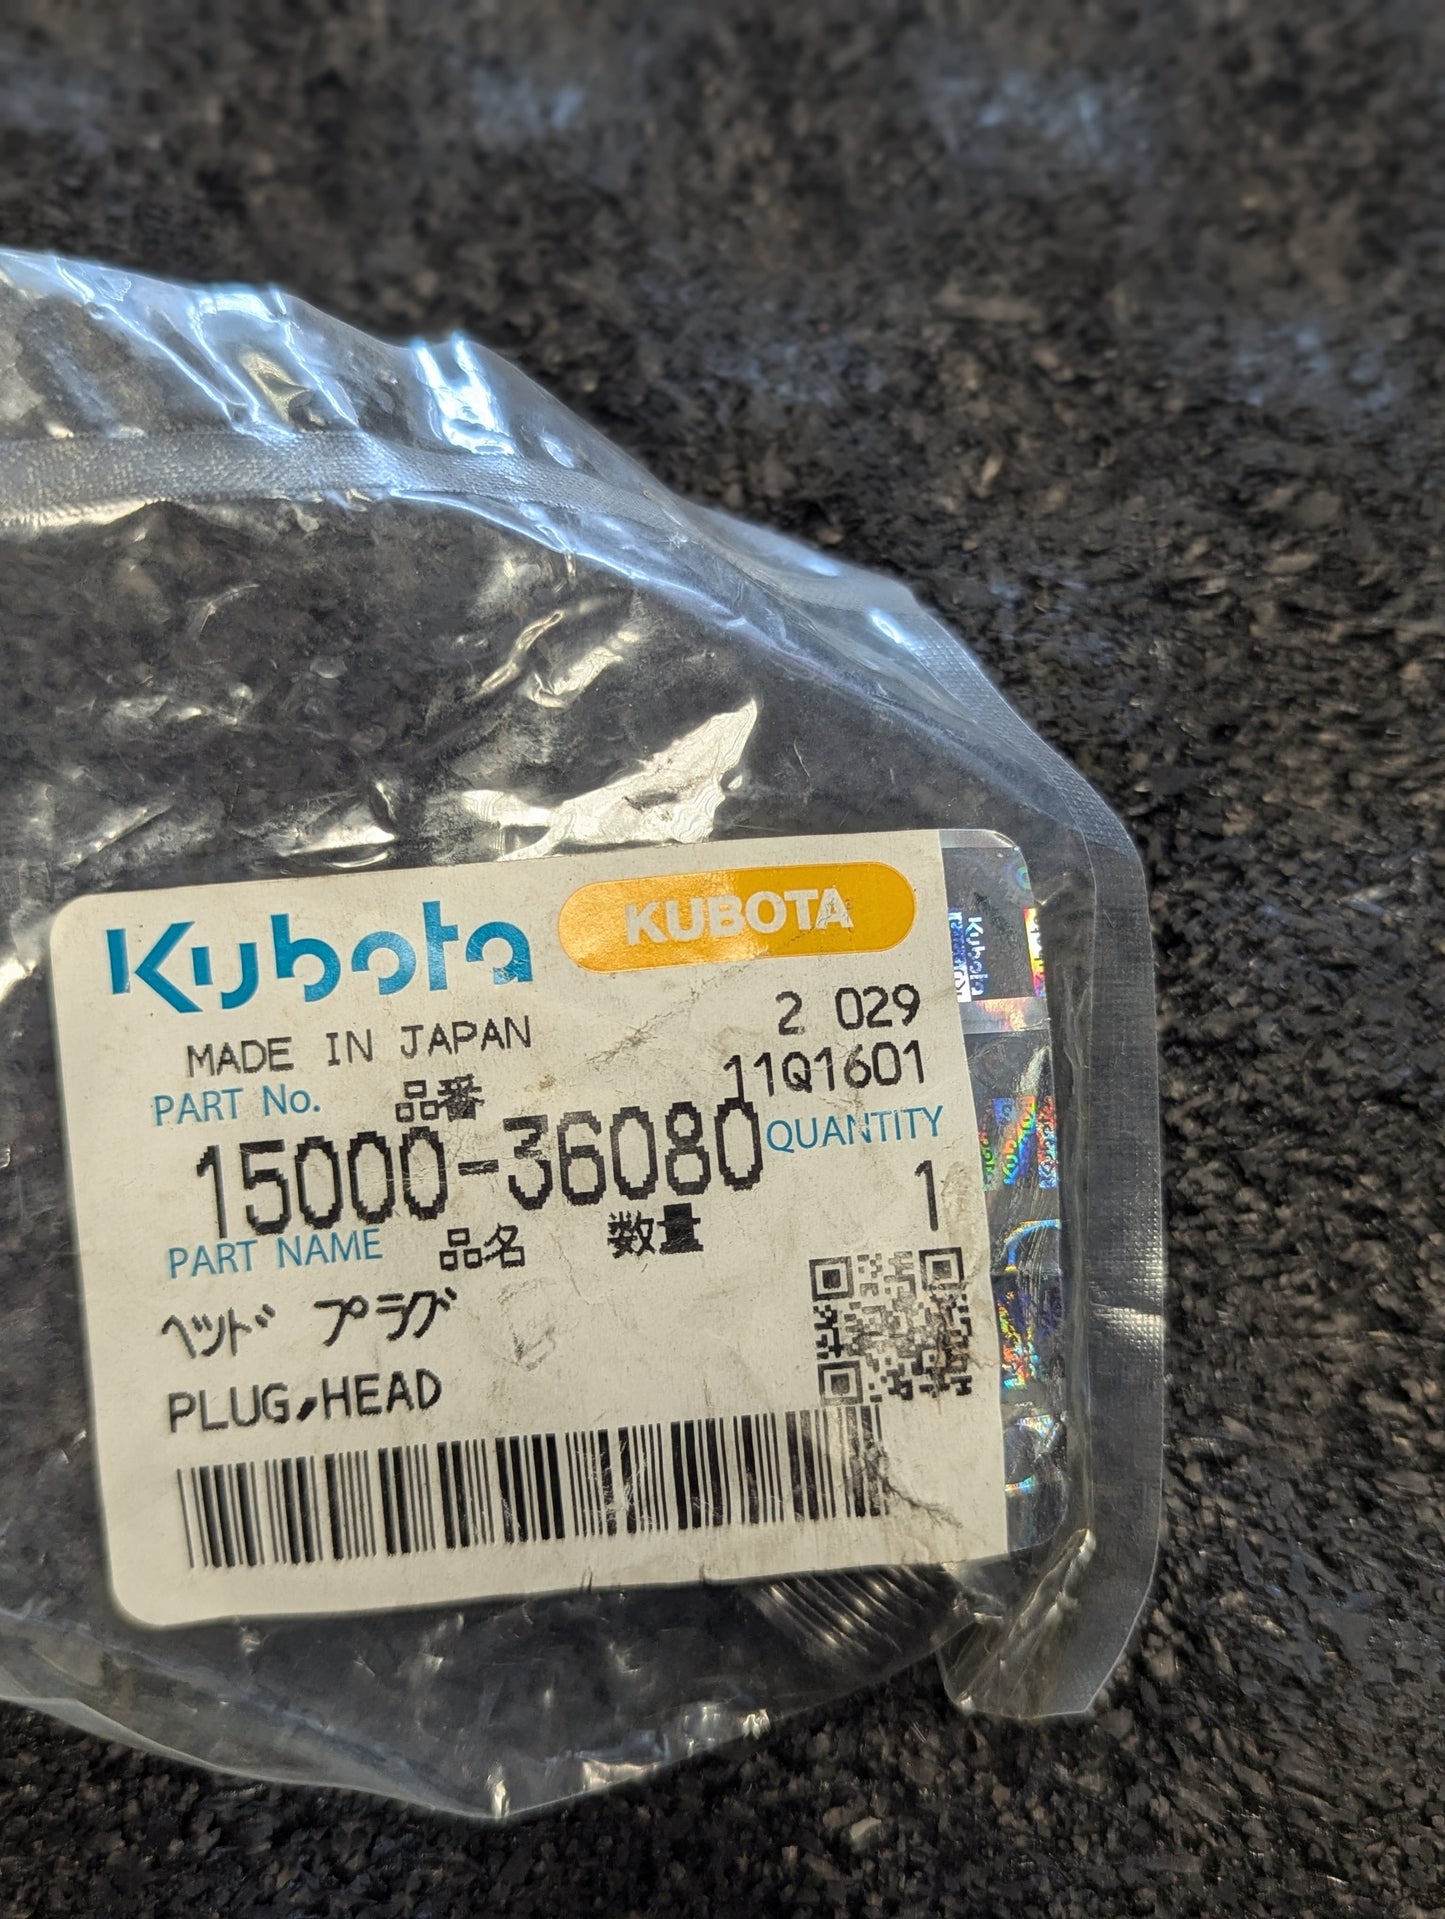 Kubota KUBOTA
2 029
MADE IN JAPAN
11Q1601
PART No. 品番
15000-36080
QUANTITY
1
PART NAME 品名 数量
ヘッド プラグ
PLUG,HEAD
Kubota